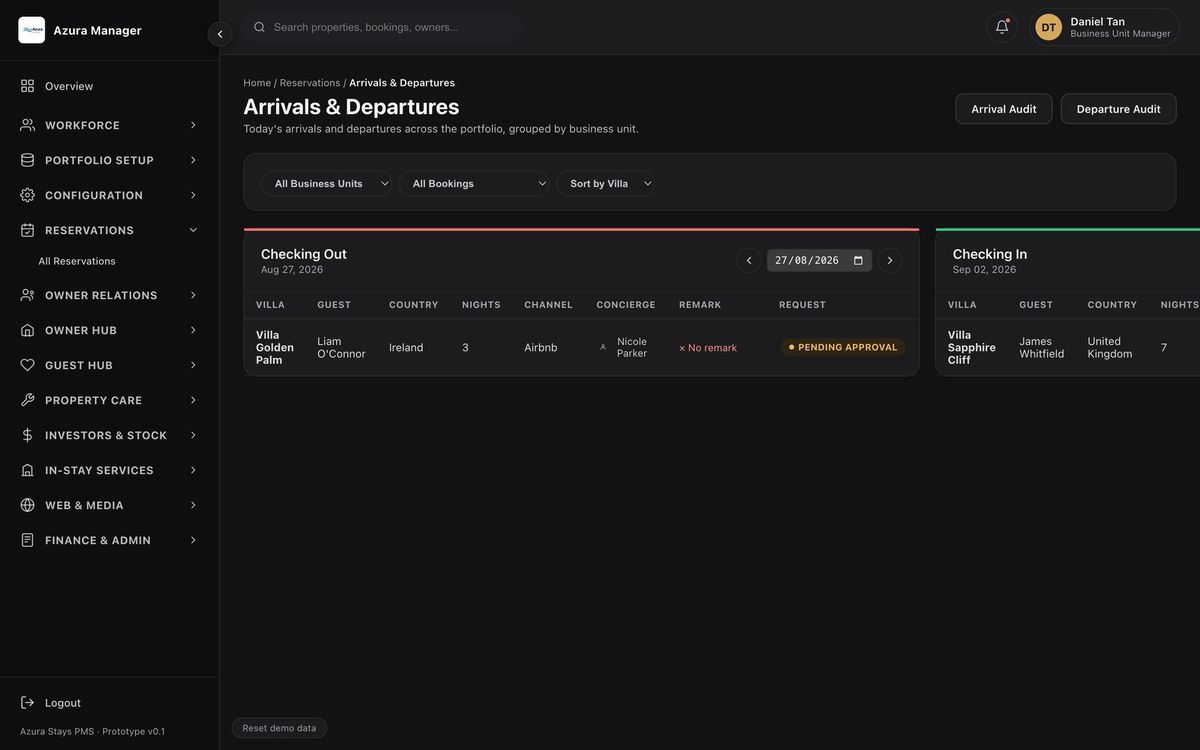 Azura Manager
Search properties, bookings, owners...
DT
Daniel Tan
Business Unit Manager
Overview
WORKFORCE
PORTFOLIO SETUP
CONFIGURATION
RESERVATIONS
All Reservations
OWNER RELATIONS
OWNER HUB
GUEST HUB
PROPERTY CARE
INVESTORS & STOCK
IN-STAY SERVICES
WEB & MEDIA
FINANCE & ADMIN
Logout
Azura Stays PMS · Prototype v0.1
Home / Reservations / Arrivals & Departures
Arrivals & Departures
Today's arrivals and departures across the portfolio, grouped by business unit.
Arrival Audit
Departure Audit
All Business Units
All Bookings
Sort by Villa
Checking Out
Aug 27, 2026
27/08/2026
VILLA GUEST COUNTRY NIGHTS CHANNEL CONCIERGE REMARK REQUEST
Villa Golden Palm
Liam O'Connor
Ireland
3
Airbnb
Nicole Parker
× No remark
PENDING APPROVAL
Checking In
Sep 02, 2026
VILLA GUEST COUNTRY NIGHTS
Villa Sapphire Cliff
James Whitfield
United Kingdom
7
Reset demo data